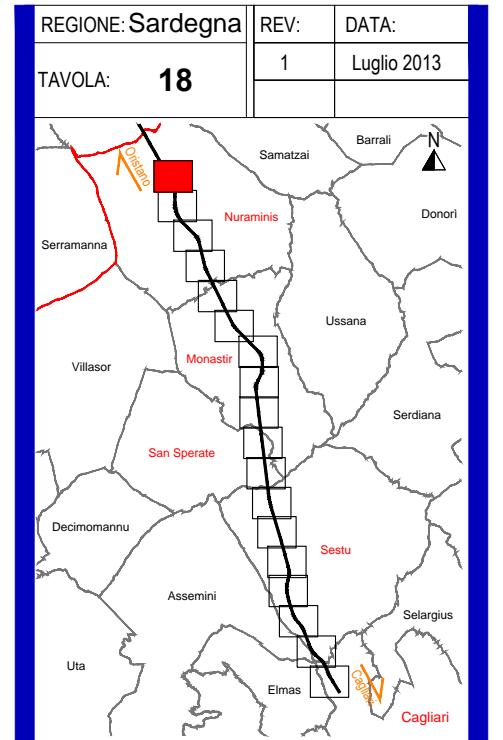 REGIONE: Sardegna REV: DATA:
1 Luglio 2013
TAVOLA: 18
Barrali N
Samatzai
Oristano
Nuraminis Donorì
Serramanna
Ussana
Monastir
Villasor
Serdiana
San Sperate
Decimomannu
Sestu
Assemini
Selargius
Uta
Elmas Cagliari
Cagliari